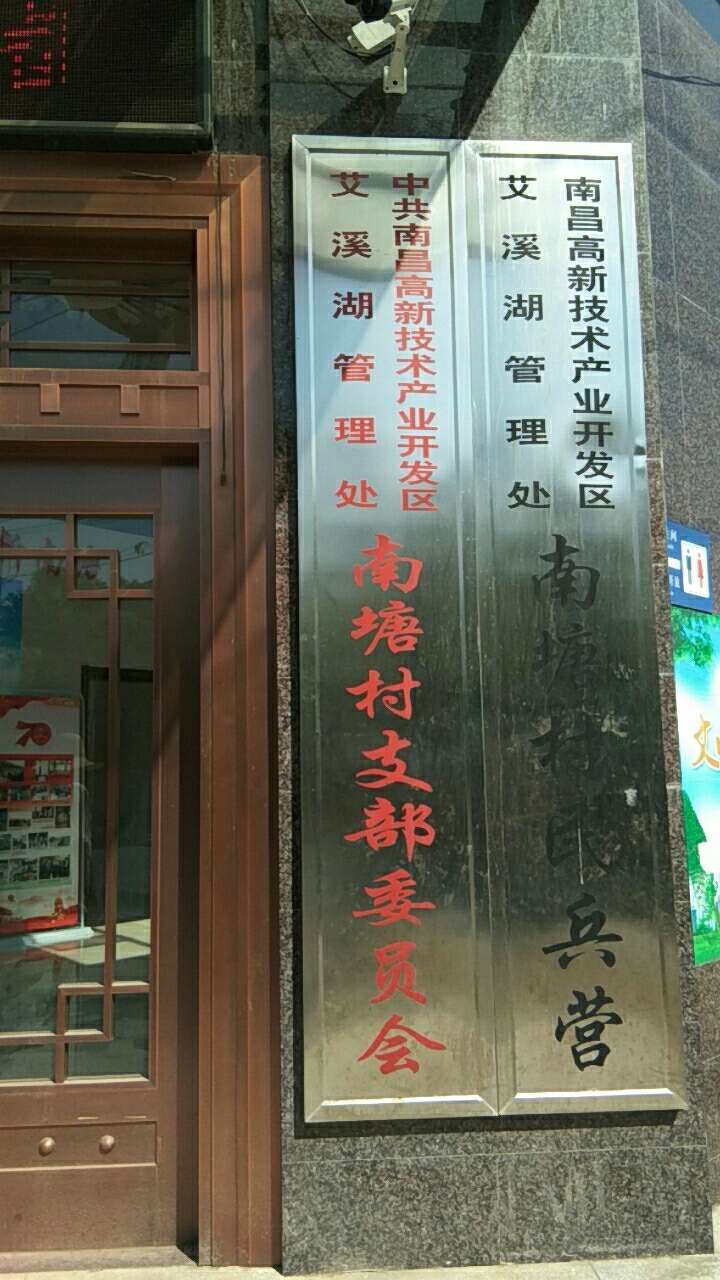 中共南昌高新技术产业开发区
艾溪湖管理处
南塘村支部委员会
南昌高新技术产业开发区
艾溪湖管理处
南塘村民兵营